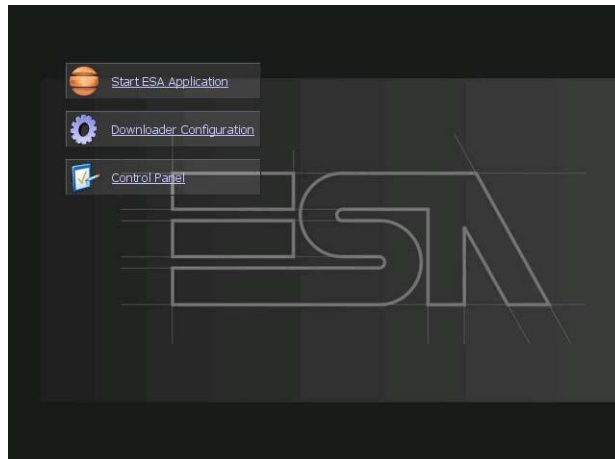 Start ESA Application
Downloader Configuration
Control Panel
ESA